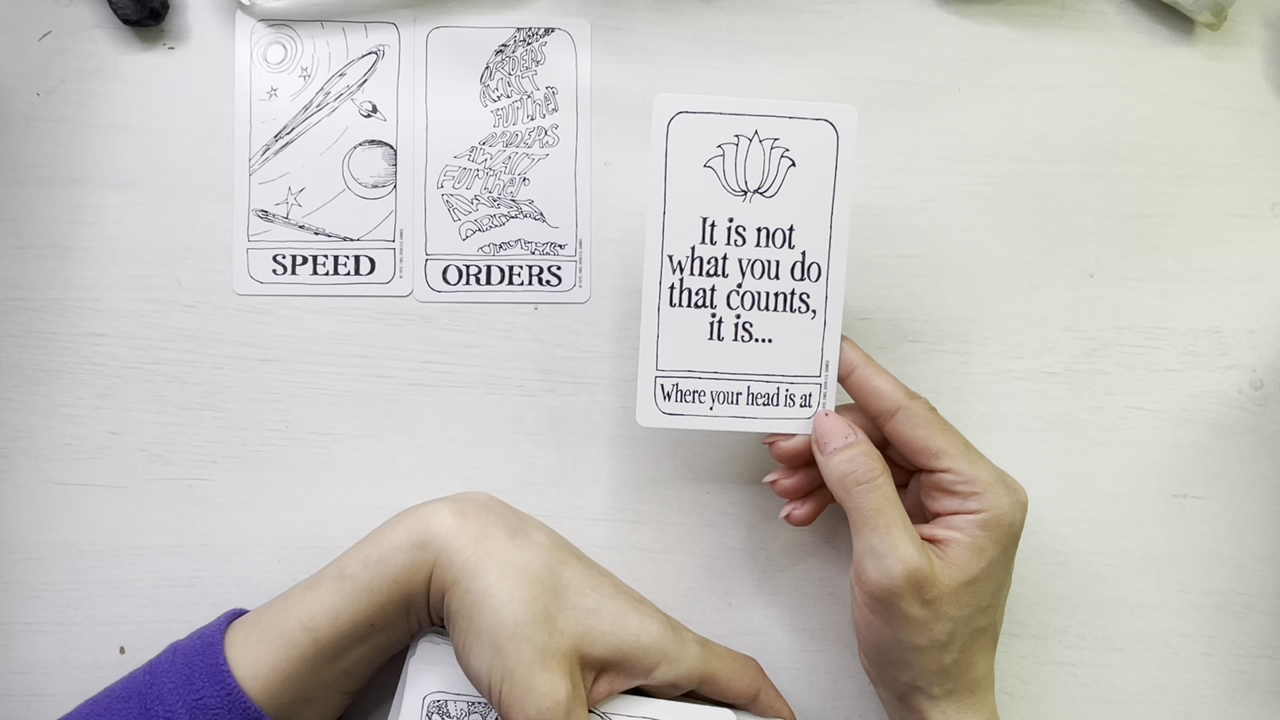 ORDERS
AWAIT
Further
ORDERS
AWAIT
Further
AWAIT
SPEED
ORDERS
It is not
what you do
that counts,
it is...
Where your head is at